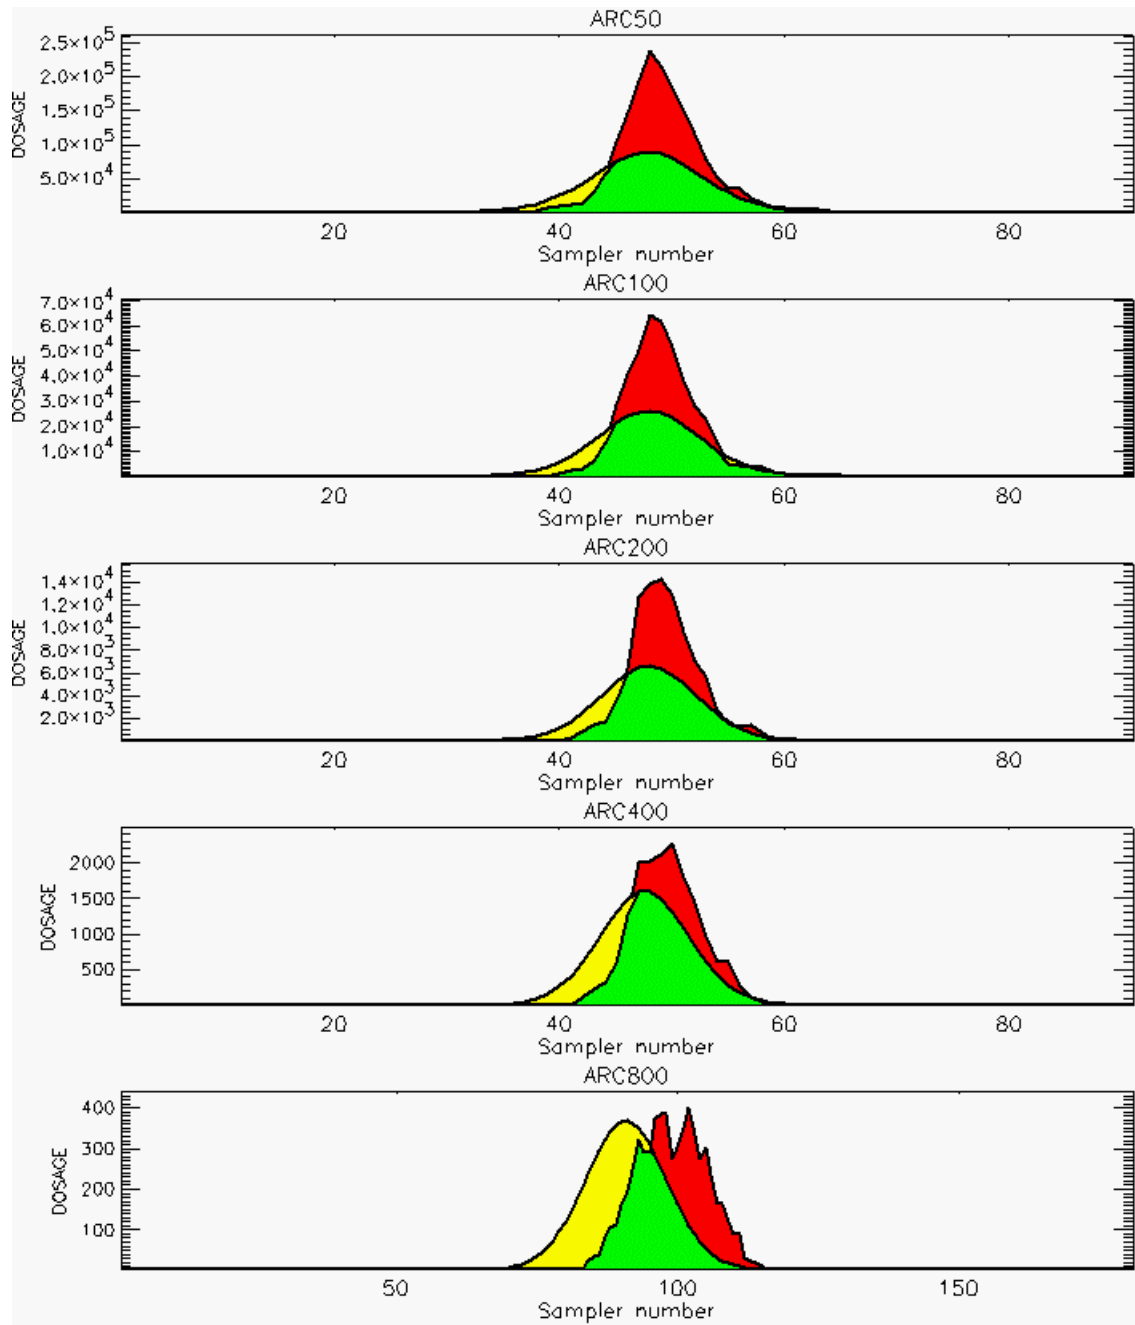 ARC50
2.5×10^5
2.0×10^5
1.5×10^5
1.0×10^5
5.0×10^4
DOSAGE
20 40 60 80
Sampler number
ARC100
7.0×10^4
6.0×10^4
5.0×10^4
4.0×10^4
3.0×10^4
2.0×10^4
1.0×10^4
DOSAGE
20 40 60 80
Sampler number
ARC200
1.4×10^4
1.2×10^4
1.0×10^4
8.0×10^3
6.0×10^3
4.0×10^3
2.0×10^3
DOSAGE
20 40 60 80
Sampler number
ARC400
2000
1500
1000
500
DOSAGE
20 40 60 80
Sampler number
ARC800
400
300
200
100
DOSAGE
50 100 150
Sampler number